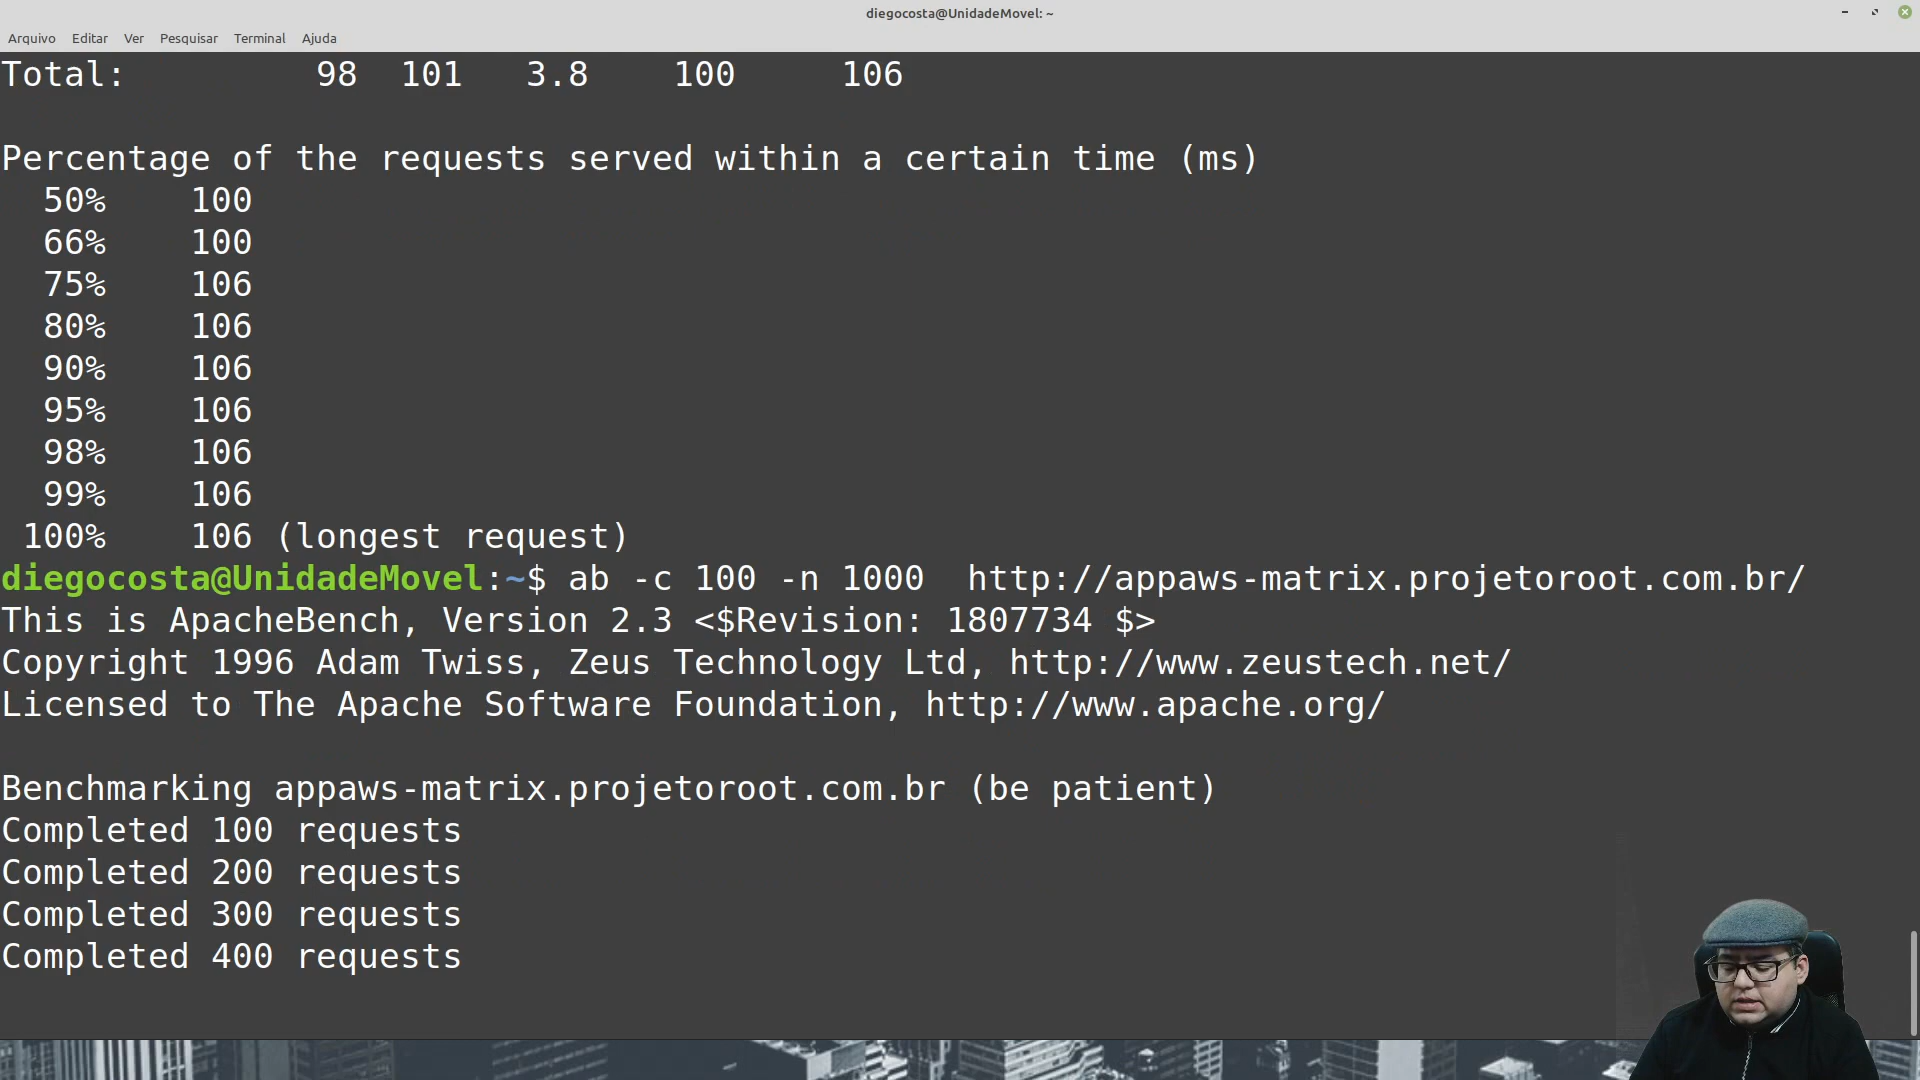 diegocosta@UnidadeMovel: ~
Arquivo Editar Ver Pesquisar Terminal Ajuda
Total: 98 101 3.8 100 106
Percentage of the requests served within a certain time (ms)
50% 100
66% 100
75% 106
80% 106
90% 106
95% 106
98% 106
99% 106
100% 106 (longest request)
diegocosta@UnidadeMovel:~$ ab -c 100 -n 1000  http://appaws-matrix.projetoroot.com.br/
This is ApacheBench, Version 2.3 <$Revision: 1807734 $>
Copyright 1996 Adam Twiss, Zeus Technology Ltd, http://www.zeustech.net/
Licensed to The Apache Software Foundation, http://www.apache.org/
Benchmarking appaws-matrix.projetoroot.com.br (be patient)
Completed 100 requests
Completed 200 requests
Completed 300 requests
Completed 400 requests